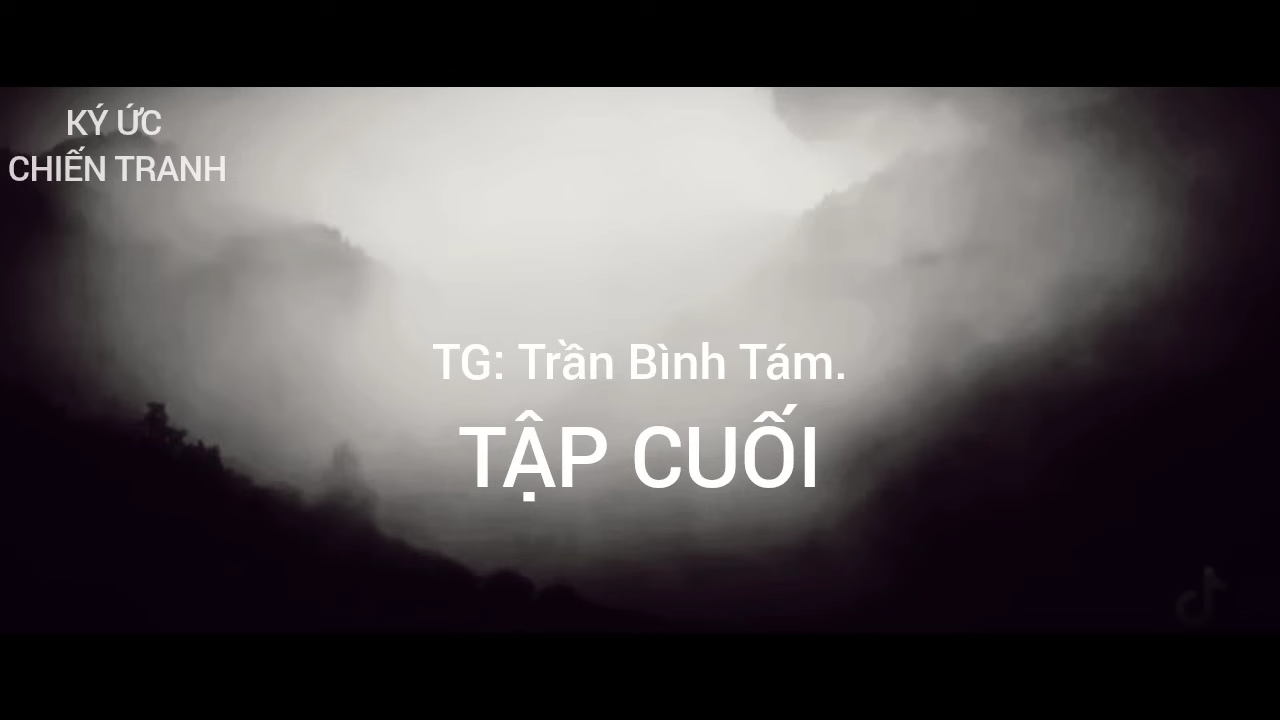 KÝ ỨC
CHIẾN TRANH
TG: Trần Bình Tám.
TẬP CUỐI